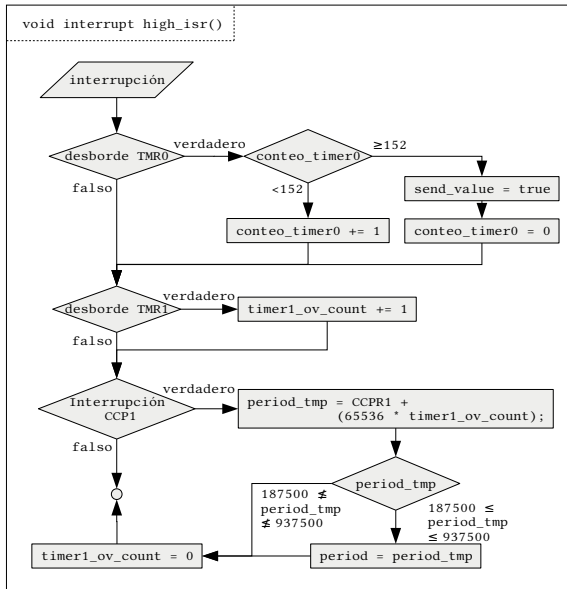 void interrupt high_isr()
interrupción
desborde TMR0
verdadero
falso
conteo_timer0
≥152
<152
send_value = true
conteo_timer0 += 1
conteo_timer0 = 0
desborde TMR1
verdadero
falso
timer1_ov_count += 1
Interrupción
CCP1
verdadero
falso
period_tmp = CCPR1 +
(65536 * timer1_ov_count);
period_tmp
187500 ≰
period_tmp
≰ 937500
187500 ≤
period_tmp
≤ 937500
timer1_ov_count = 0
period = period_tmp